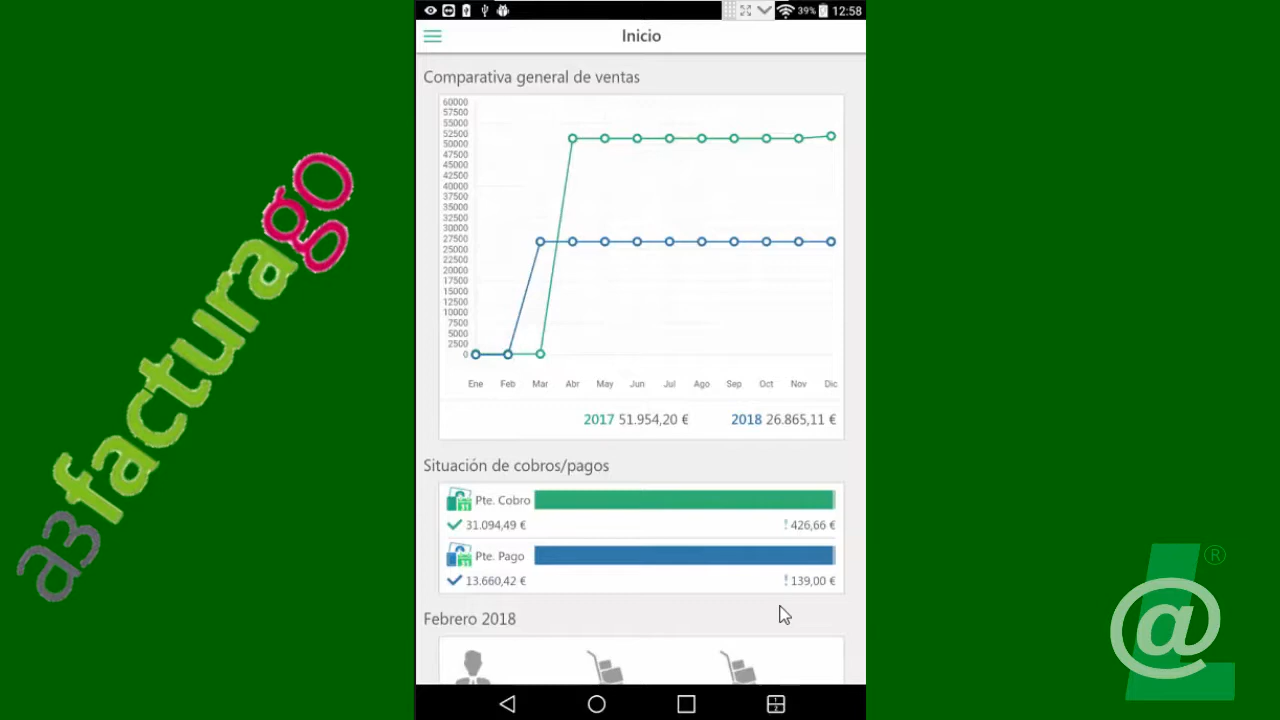 39% 12:58
Inicio
Comparativa general de ventas
60000
57500
55000
52500
50000
47500
45000
42500
40000
37500
35000
32500
30000
27500
25000
22500
20000
17500
15000
12500
10000
7500
5000
2500
0
Ene Feb Mar Abr May Jun Jul Ago Sep Oct Nov Dic
2017 51.954,20 € 2018 26.865,11 €
Situación de cobros/pagos
31 Pte. Cobro
31.094,49 € ! 426,66 €
31 Pte. Pago
13.660,42 € ! 139,00 €
Febrero 2018
a3facturago
L@®